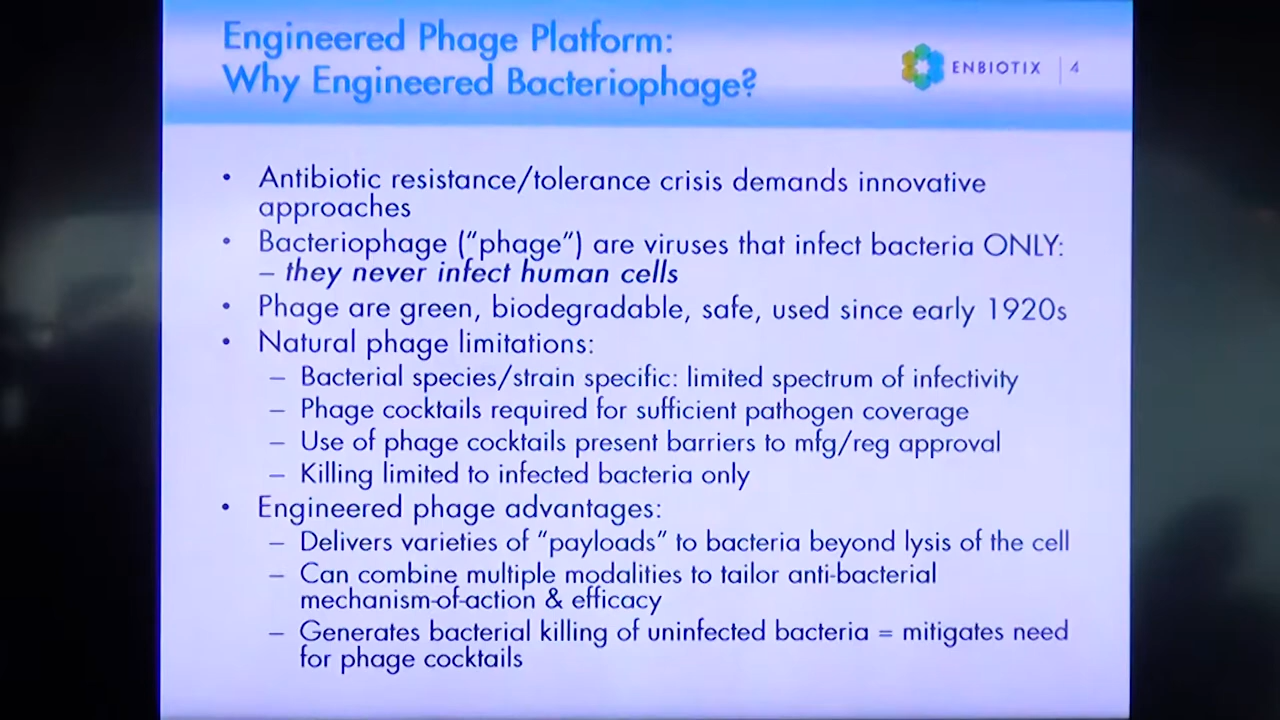 Engineered Phage Platform:
Why Engineered Bacteriophage?
ENBIOTIX | 4
• Antibiotic resistance/tolerance crisis demands innovative
approaches
• Bacteriophage (“phage”) are viruses that infect bacteria ONLY:
– they never infect human cells
• Phage are green, biodegradable, safe, used since early 1920s
• Natural phage limitations:
– Bacterial species/strain specific: limited spectrum of infectivity
– Phage cocktails required for sufficient pathogen coverage
– Use of phage cocktails present barriers to mfg/reg approval
– Killing limited to infected bacteria only
• Engineered phage advantages:
– Delivers varieties of “payloads” to bacteria beyond lysis of the cell
– Can combine multiple modalities to tailor anti-bacterial
mechanism-of-action & efficacy
– Generates bacterial killing of uninfected bacteria = mitigates need
for phage cocktails